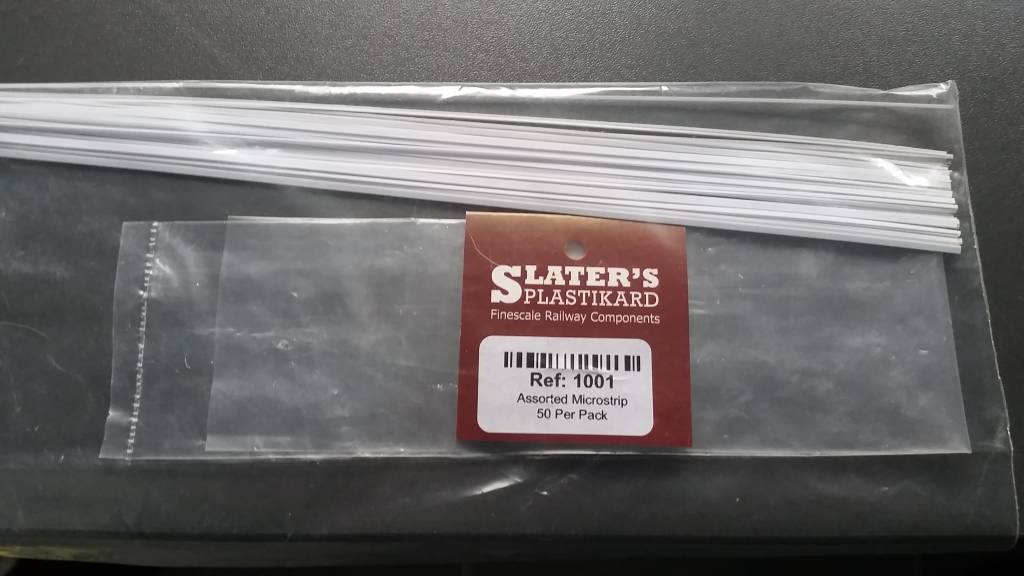 SLATER'S
PLASTIKARD
Finescale Railway Components
Ref: 1001
Assorted Microstrip
50 Per Pack